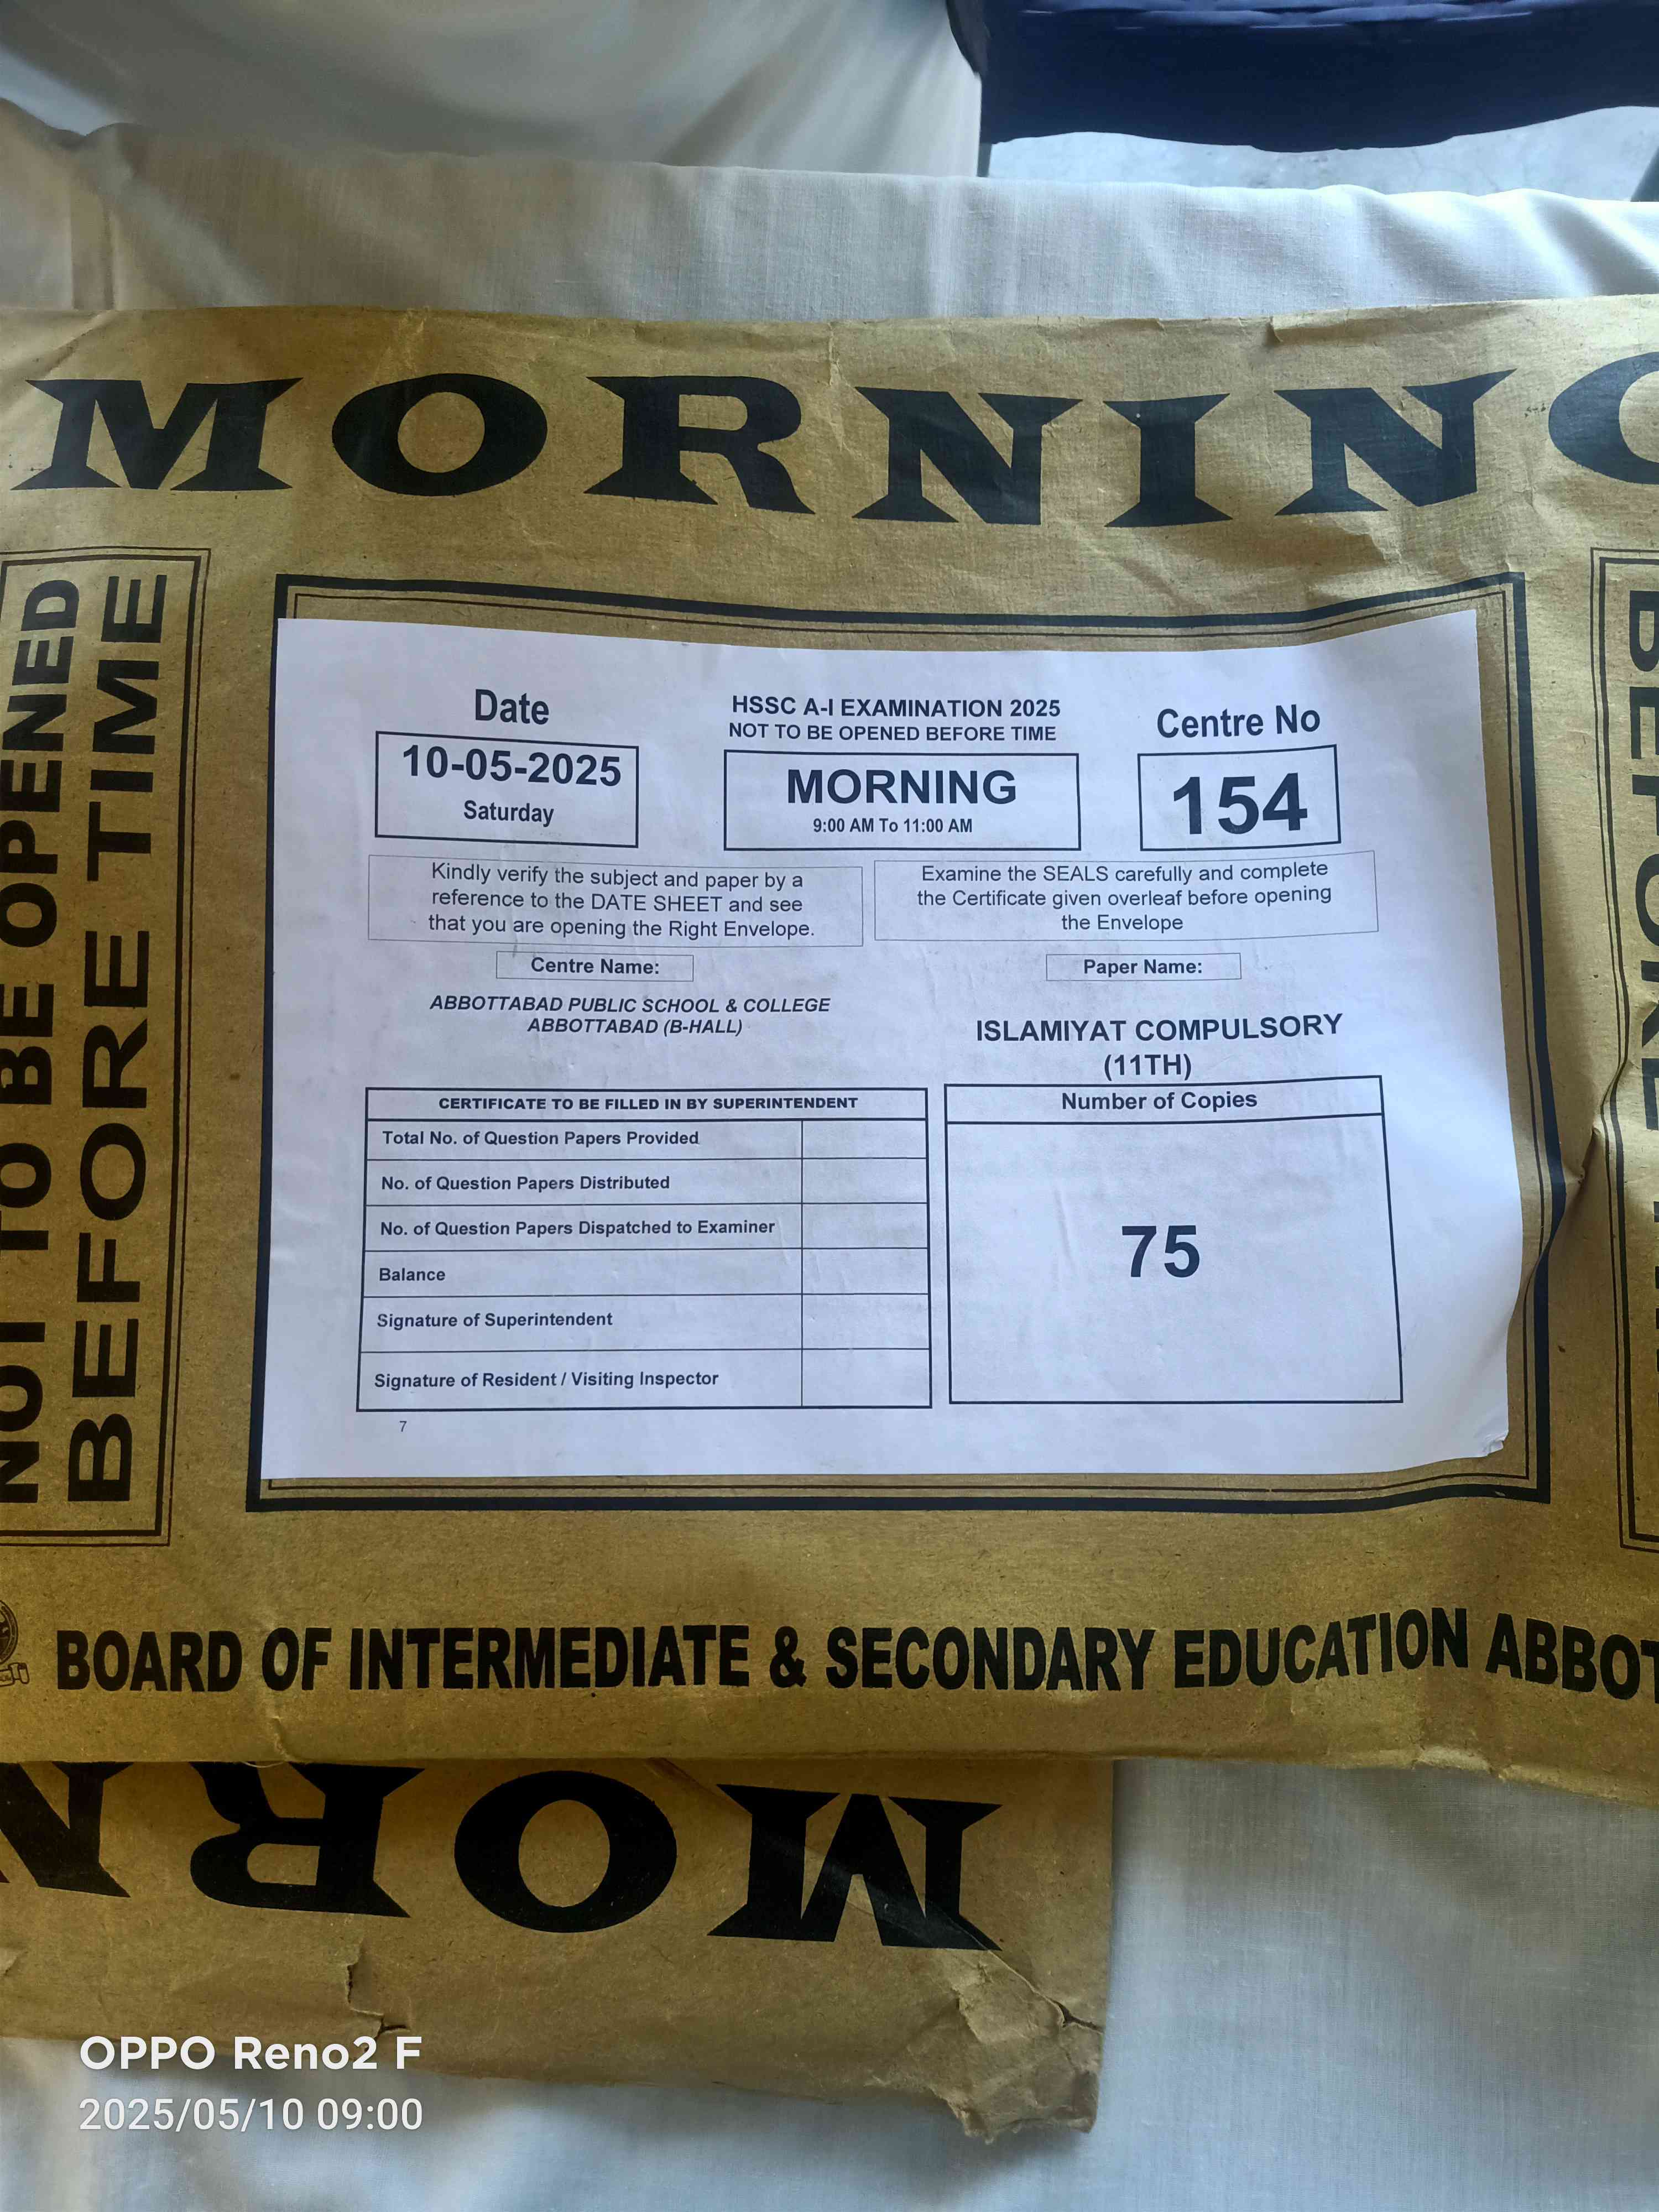 MORNING
NOT TO BE OPENED
BEFORE TIME
Date
10-05-2025
Saturday
HSSC A-I EXAMINATION 2025
NOT TO BE OPENED BEFORE TIME
MORNING
9:00 AM To 11:00 AM
Centre No
154
Kindly verify the subject and paper by a
reference to the DATE SHEET and see
that you are opening the Right Envelope.
Examine the SEALS carefully and complete
the Certificate given overleaf before opening
the Envelope
Centre Name:
ABBOTTABAD PUBLIC SCHOOL & COLLEGE
ABBOTTABAD (B-HALL)
Paper Name:
ISLAMIYAT COMPULSORY
(11TH)
CERTIFICATE TO BE FILLED IN BY SUPERINTENDENT
Total No. of Question Papers Provided
No. of Question Papers Distributed
No. of Question Papers Dispatched to Examiner
Balance
Signature of Superintendent
Signature of Resident / Visiting Inspector
Number of Copies
75
7
BEFORE
BOARD OF INTERMEDIATE & SECONDARY EDUCATION ABBOT
MORN
OPPO Reno2 F
2025/05/10 09:00